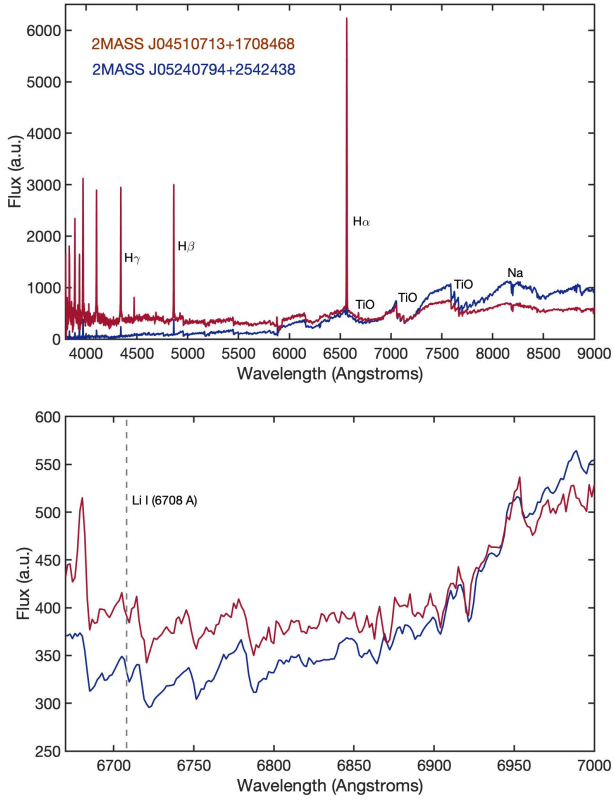 6000
5000
4000
3000
2000
1000
0
Flux (a.u.)
2MASS J04510713+1708468
2MASS J05240794+2542438
Hγ
Hβ
Hα
TiO
TiO
TiO
Na
4000 4500 5000 5500 6000 6500 7000 7500 8000 8500 9000
Wavelength (Angstroms)
600
550
500
450
400
350
300
250
Flux (a.u.)
Li I (6708 A)
6700 6750 6800 6850 6900 6950 7000
Wavelength (Angstroms)